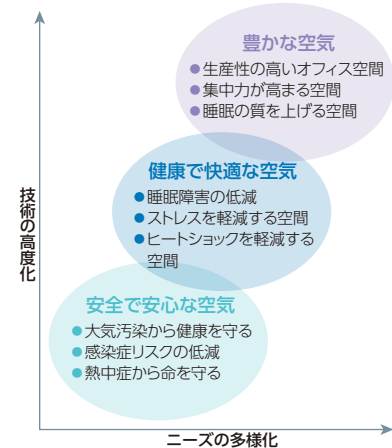 豊かな空気
●生産性の高いオフィス空間
●集中力が高まる空間
●睡眠の質を上げる空間
健康で快適な空気
●睡眠障害の低減
●ストレスを軽減する空間
●ヒートショックを軽減する
空間
安全で安心な空気
●大気汚染から健康を守る
●感染症リスクの低減
●熱中症から命を守る
技術の高度化
ニーズの多様化